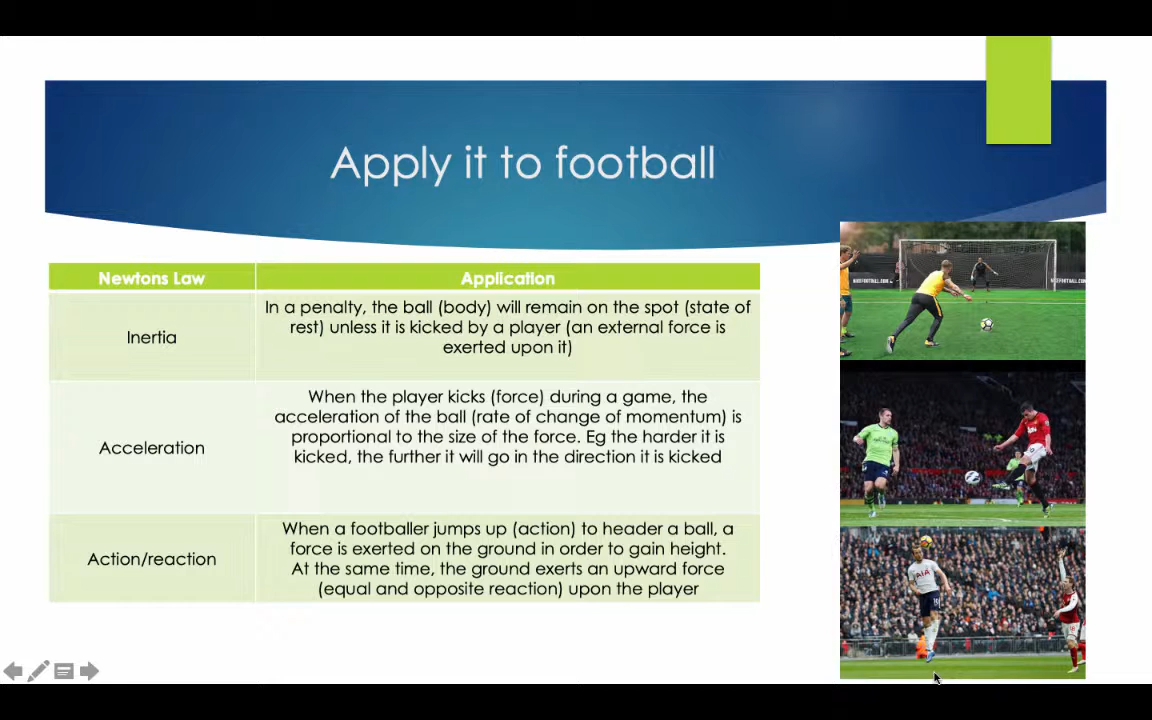 Apply it to football
Newtons Law
Application
Inertia
In a penalty, the ball (body) will remain on the spot (state of
rest) unless it is kicked by a player (an external force is
exerted upon it)
Acceleration
When the player kicks (force) during a game, the
acceleration of the ball (rate of change of momentum) is
proportional to the size of the force. Eg the harder it is
kicked, the further it will go in the direction it is kicked
Action/reaction
When a footballer jumps up (action) to header a ball, a
force is exerted on the ground in order to gain height.
At the same time, the ground exerts an upward force
(equal and opposite reaction) upon the player
AIA